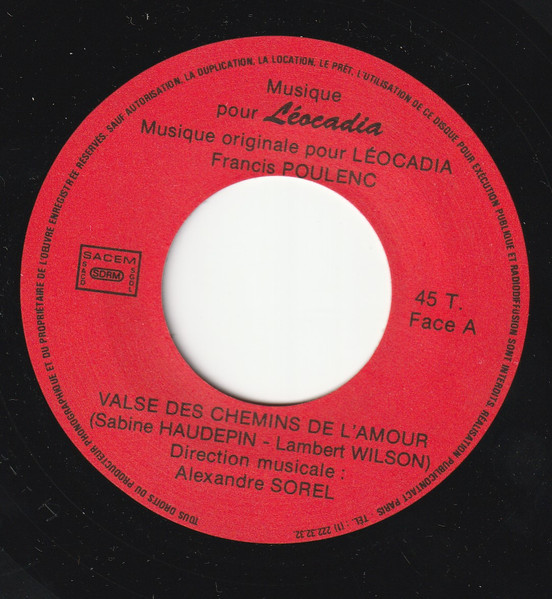 Musique
pour Léocadia
Musique originale pour LÉOCADIA
Francis POULENC
SACEM
SACD
SDRM
SGDL
45 T.
Face A
VALSE DES CHEMINS DE L'AMOUR
(Sabine HAUDEPIN - Lambert WILSON)
Direction musicale :
Alexandre SOREL
TOUS DROITS DU PRODUCTEUR PHONOGRAPHIQUE ET DU PROPRIÉTAIRE DE L'ŒUVRE ENREGISTRÉE RÉSERVÉS. SAUF AUTORISATION, LA DUPLICATION, LA LOCATION, LE PRÊT, L'UTILISATION DE CE DISQUE POUR EXÉCUTION PUBLIQUE ET RADIODIFFUSION SONT INTERDITS. RÉALISATION PUBLICONTACT PARIS TÉL : (1) 222.32.32